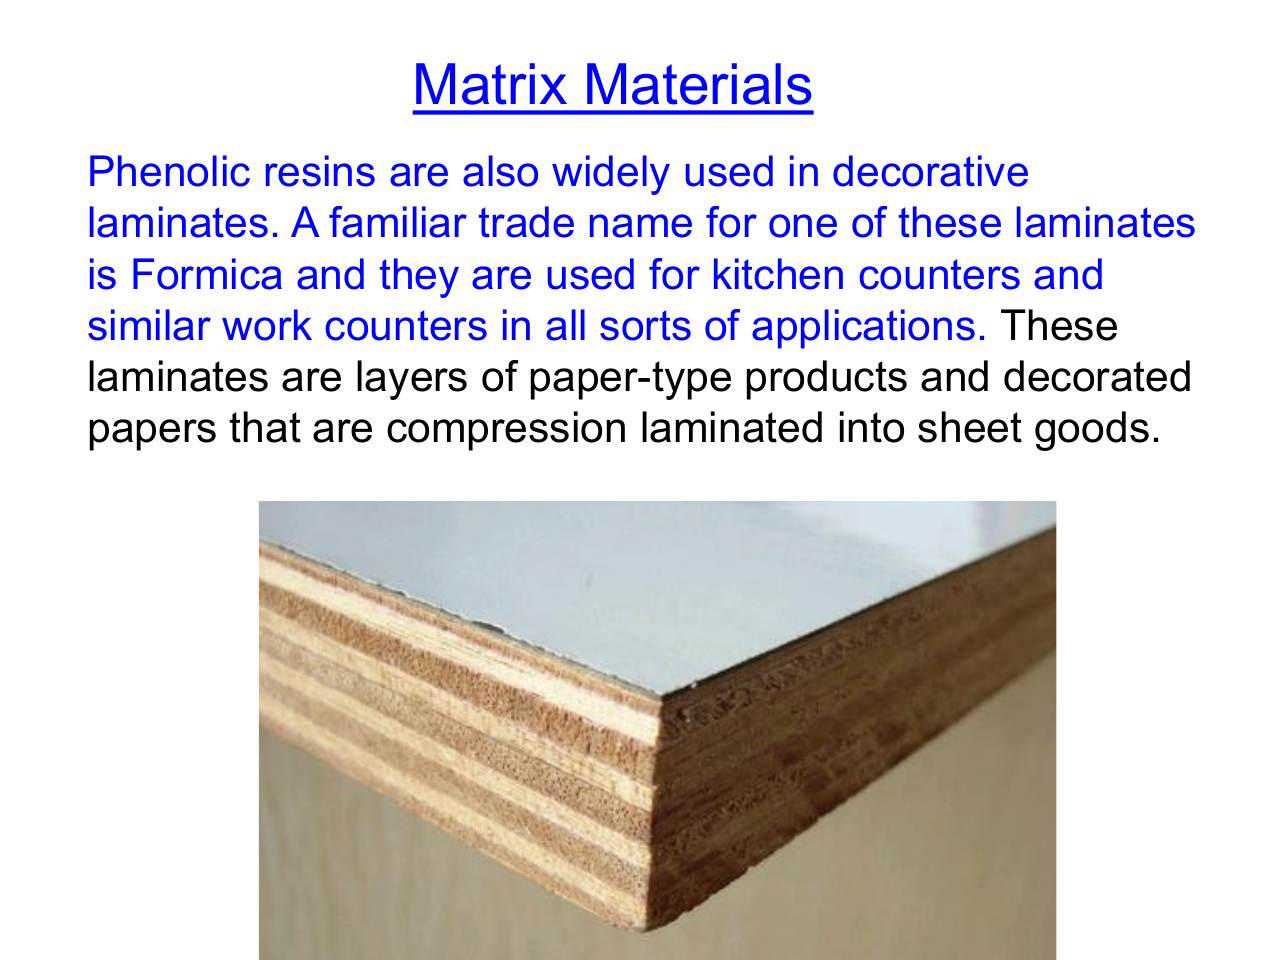 Matrix Materials
Phenolic resins are also widely used in decorative
laminates. A familiar trade name for one of these laminates
is Formica and they are used for kitchen counters and
similar work counters in all sorts of applications. These
laminates are layers of paper-type products and decorated
papers that are compression laminated into sheet goods.